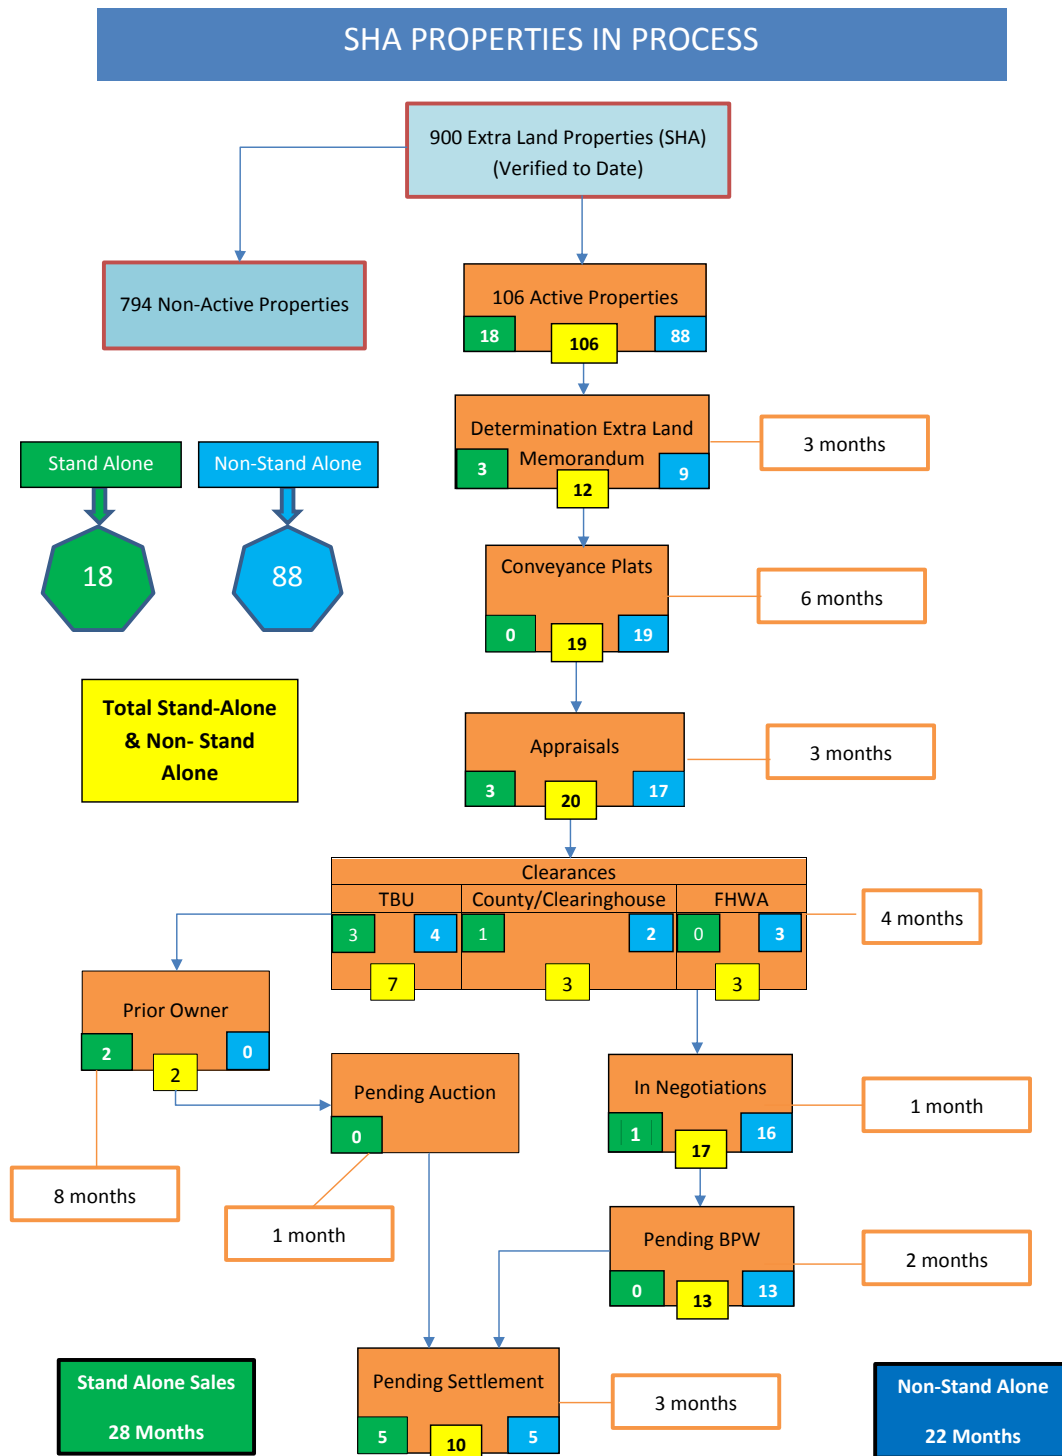 SHA PROPERTIES IN PROCESS
900 Extra Land Properties (SHA)
(Verified to Date)
794 Non-Active Properties
106 Active Properties
18
106
88
Determination Extra Land
Memorandum
3
12
9
3 months
Stand Alone
Non-Stand Alone
18
88
Conveyance Plats
0
19
19
6 months
Total Stand-Alone
& Non- Stand
Alone
Appraisals
3
20
17
3 months
Clearances
TBU
County/Clearinghouse
FHWA
3
4
1
2
0
3
7
3
3
4 months
Prior Owner
2
2
0
8 months
Pending Auction
0
1 month
In Negotiations
1
17
16
1 month
Pending BPW
0
13
13
2 months
Pending Settlement
5
10
5
3 months
Stand Alone Sales
28 Months
Non-Stand Alone
22 Months